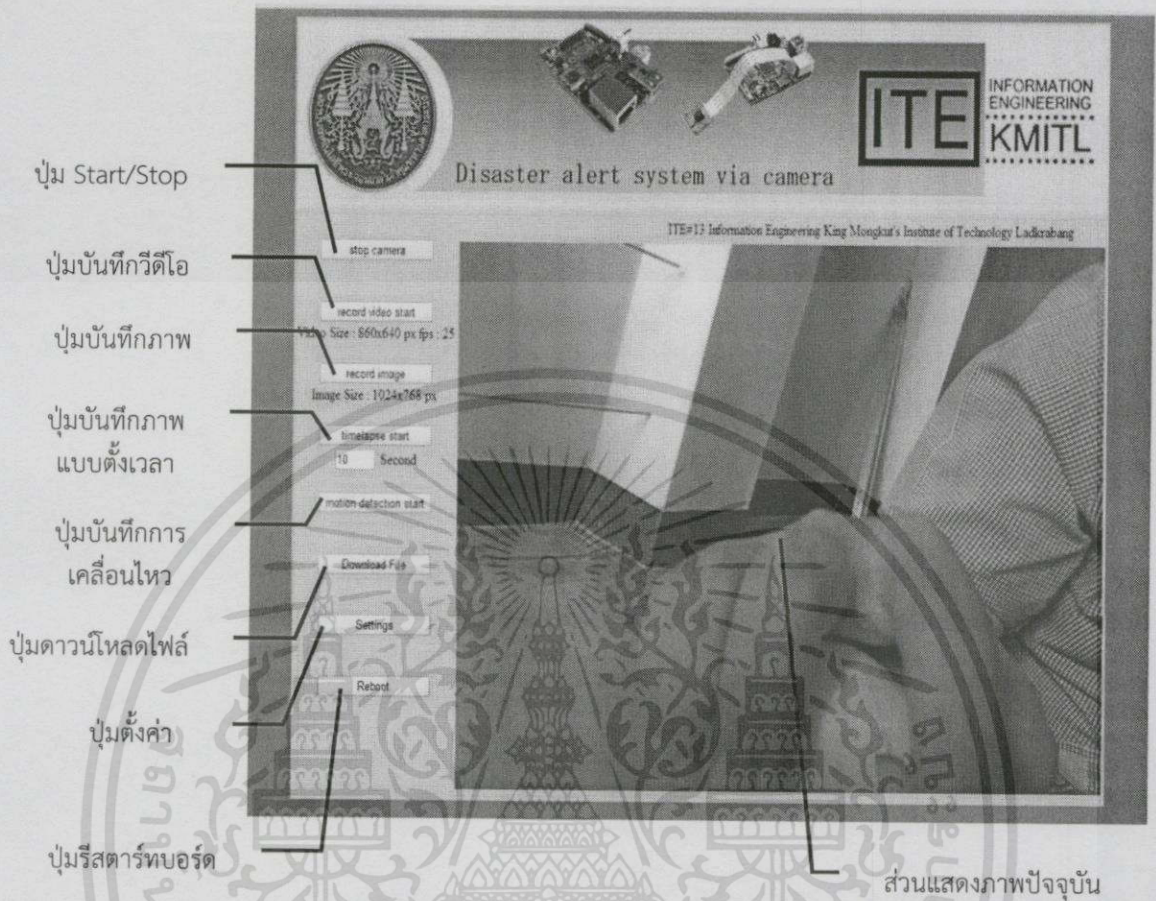 ITE
INFORMATION
ENGINEERING
KMITL
Disaster alert system via camera
ITE#13 Information Engineering King Mongkut's Institute of Technology Ladkrabang
ปุ่ม Start/Stop
stop camera
ปุ่มบันทึกวีดีโอ
record video start
Video Size : 860x640 px fps : 25
ปุ่มบันทึกภาพ
record image
Image Size : 1024x768 px
ปุ่มบันทึกภาพ
แบบตั้งเวลา
timelapse start
10 Second
ปุ่มบันทึกการ
เคลื่อนไหว
motion detection start
ปุ่มดาวน์โหลดไฟล์
Download File
ปุ่มตั้งค่า
Settings
ปุ่มรีสตาร์ทบอร์ด
Reboot
ส่วนแสดงภาพปัจจุบัน